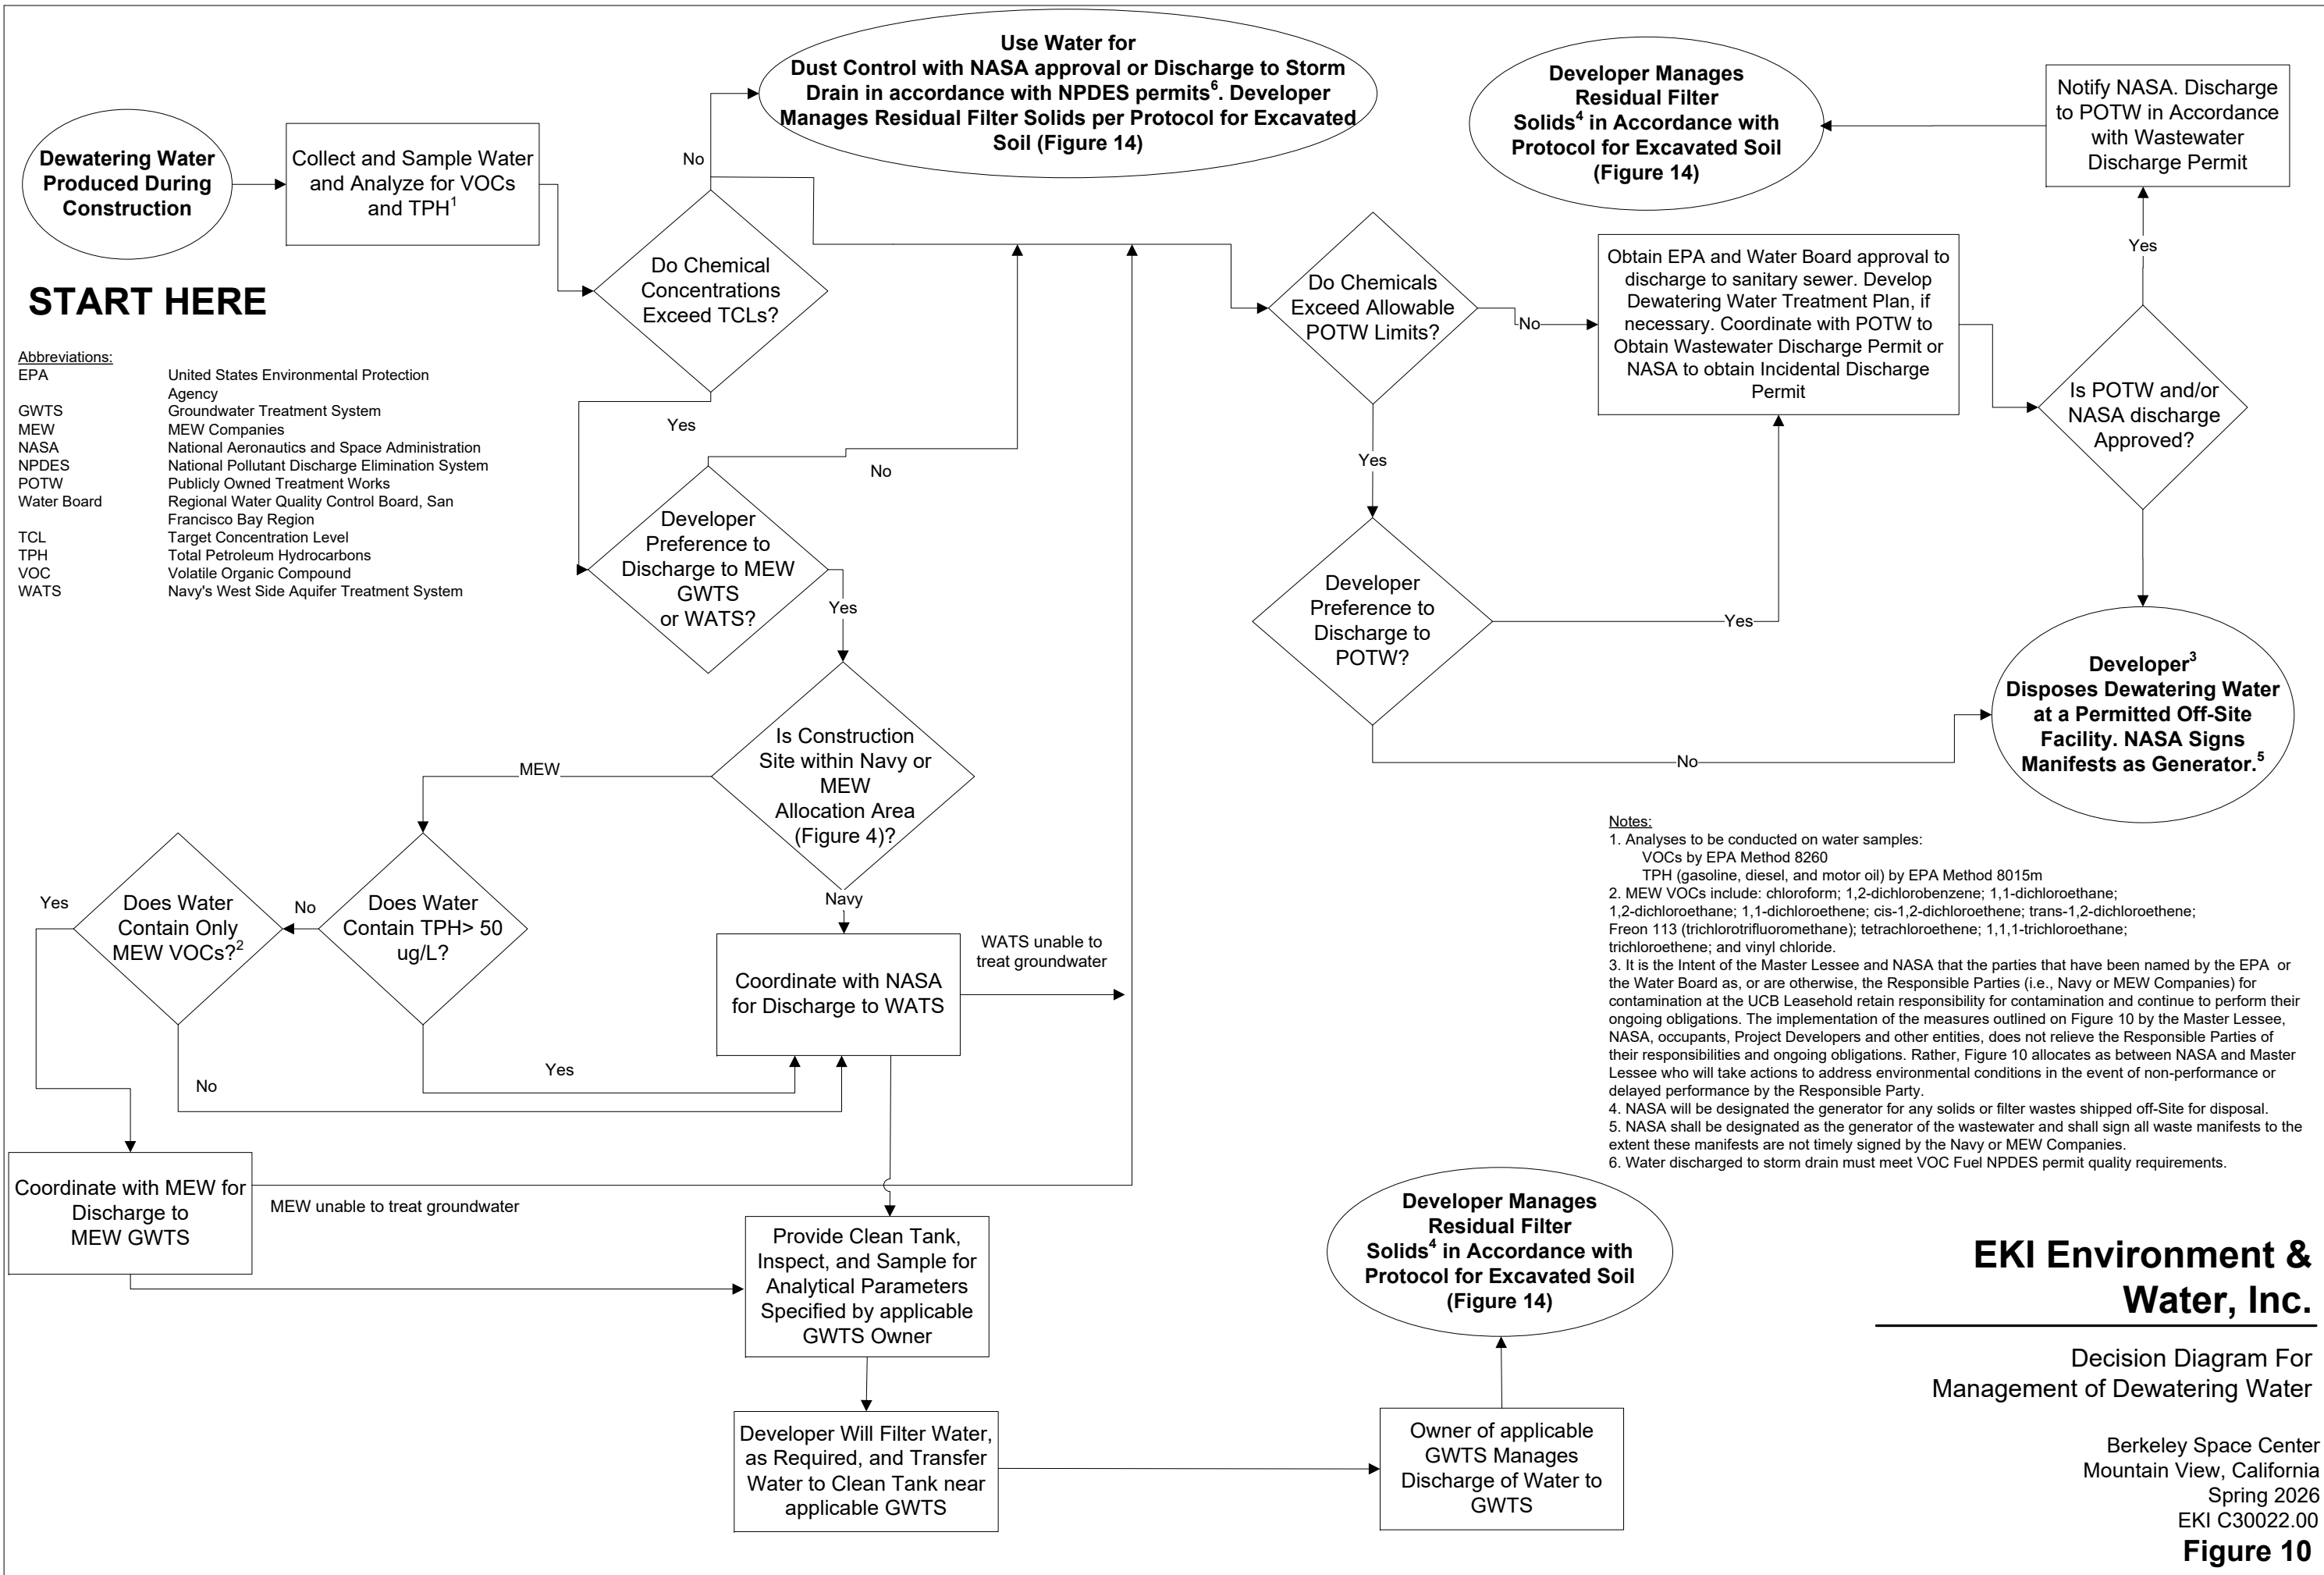 Dewatering Water
Produced During
Construction
START HERE
Collect and Sample Water
and Analyze for VOCs
and TPH1
Do Chemical
Concentrations
Exceed TCLs?
No
Use Water for
Dust Control with NASA approval or Discharge to Storm
Drain in accordance with NPDES permits6. Developer
Manages Residual Filter Solids per Protocol for Excavated
Soil (Figure 14)
Yes
Developer
Preference to
Discharge to MEW
GWTS
or WATS?
No
Yes
Is Construction
Site within Navy or
MEW
Allocation Area
(Figure 4)?
MEW
Navy
Does Water
Contain TPH> 50
ug/L?
No
Yes
Does Water
Contain Only
MEW VOCs?2
Yes
No
Coordinate with NASA
for Discharge to WATS
WATS unable to
treat groundwater
Coordinate with MEW for
Discharge to
MEW GWTS
MEW unable to treat groundwater
Provide Clean Tank,
Inspect, and Sample for
Analytical Parameters
Specified by applicable
GWTS Owner
Developer Will Filter Water,
as Required, and Transfer
Water to Clean Tank near
applicable GWTS
Owner of applicable
GWTS Manages
Discharge of Water to
GWTS
Developer Manages
Residual Filter
Solids4 in Accordance with
Protocol for Excavated Soil
(Figure 14)
Do Chemicals
Exceed Allowable
POTW Limits?
No
Yes
Developer
Preference to
Discharge to
POTW?
Yes
No
Obtain EPA and Water Board approval to
discharge to sanitary sewer. Develop
Dewatering Water Treatment Plan, if
necessary. Coordinate with POTW to
Obtain Wastewater Discharge Permit or
NASA to obtain Incidental Discharge
Permit
Is POTW and/or
NASA discharge
Approved?
Yes
Notify NASA. Discharge
to POTW in Accordance
with Wastewater
Discharge Permit
Developer Manages
Residual Filter
Solids4 in Accordance with
Protocol for Excavated Soil
(Figure 14)
Developer3
Disposes Dewatering Water
at a Permitted Off-Site
Facility. NASA Signs
Manifests as Generator.5
Abbreviations:
EPA United States Environmental Protection
Agency
GWTS Groundwater Treatment System
MEW MEW Companies
NASA National Aeronautics and Space Administration
NPDES National Pollutant Discharge Elimination System
POTW Publicly Owned Treatment Works
Water Board Regional Water Quality Control Board, San
Francisco Bay Region
TCL Target Concentration Level
TPH Total Petroleum Hydrocarbons
VOC Volatile Organic Compound
WATS Navy's West Side Aquifer Treatment System
Notes:
1. Analyses to be conducted on water samples:
VOCs by EPA Method 8260
TPH (gasoline, diesel, and motor oil) by EPA Method 8015m
2. MEW VOCs include: chloroform; 1,2-dichlorobenzene; 1,1-dichloroethane;
1,2-dichloroethane; 1,1-dichloroethene; cis-1,2-dichloroethene; trans-1,2-dichloroethene;
Freon 113 (trichlorotrifluoromethane); tetrachloroethene; 1,1,1-trichloroethane;
trichloroethene; and vinyl chloride.
3. It is the Intent of the Master Lessee and NASA that the parties that have been named by the EPA or
the Water Board as, or are otherwise, the Responsible Parties (i.e., Navy or MEW Companies) for
contamination at the UCB Leasehold retain responsibility for contamination and continue to perform their
ongoing obligations. The implementation of the measures outlined on Figure 10 by the Master Lessee,
NASA, occupants, Project Developers and other entities, does not relieve the Responsible Parties of
their responsibilities and ongoing obligations. Rather, Figure 10 allocates as between NASA and Master
Lessee who will take actions to address environmental conditions in the event of non-performance or
delayed performance by the Responsible Party.
4. NASA will be designated the generator for any solids or filter wastes shipped off-Site for disposal.
5. NASA shall be designated as the generator of the wastewater and shall sign all waste manifests to the
extent these manifests are not timely signed by the Navy or MEW Companies.
6. Water discharged to storm drain must meet VOC Fuel NPDES permit quality requirements.
EKI Environment &
Water, Inc.
Decision Diagram For
Management of Dewatering Water
Berkeley Space Center
Mountain View, California
Spring 2026
EKI C30022.00
Figure 10